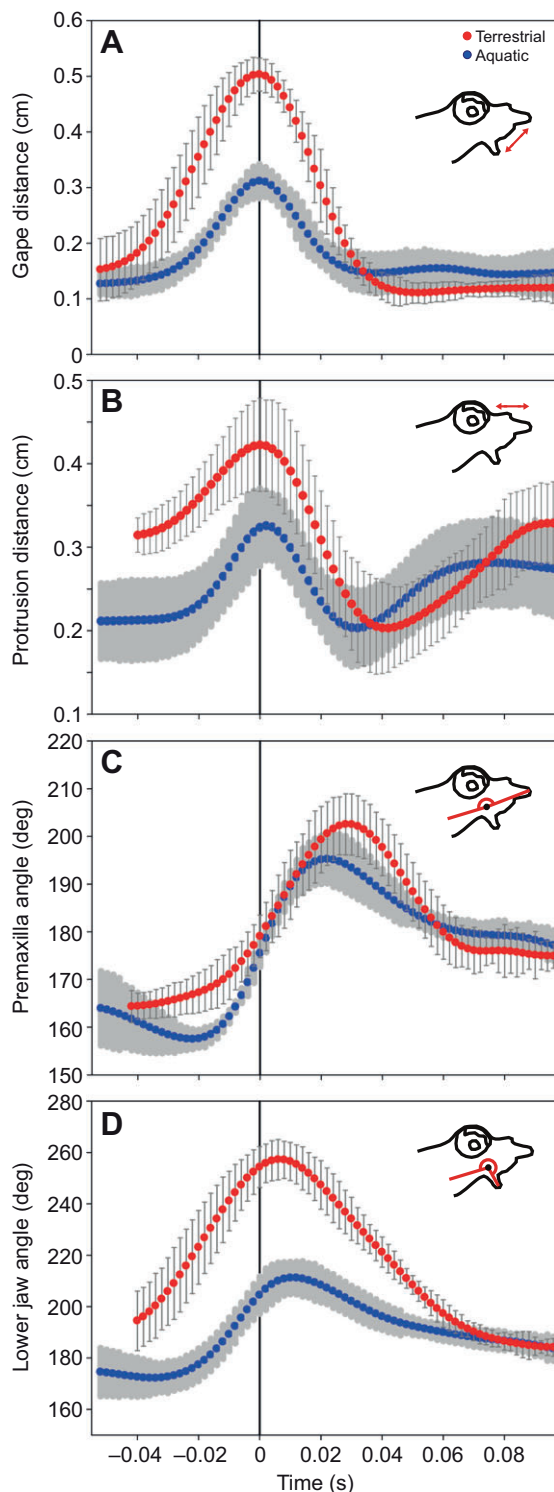 A
Terrestrial
Aquatic
Gape distance (cm)
0.6
0.5
0.4
0.3
0.2
0.1
0
B
Protrusion distance (cm)
0.5
0.4
0.3
0.2
0.1
C
Premaxilla angle (deg)
220
210
200
190
180
170
160
150
D
Lower jaw angle (deg)
280
260
240
220
200
180
160
–0.04 –0.02 0 0.02 0.04 0.06 0.08
Time (s)